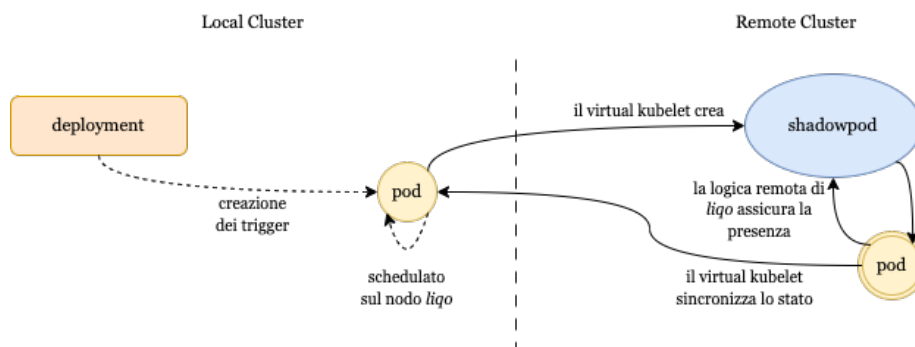 Local Cluster
Remote Cluster
deployment
il virtual kubelet crea
shadowpod
creazione
dei trigger
pod
la logica remota di
liqo assicura la
presenza
schedulato
sul nodo liqo
il virtual kubelet
sincronizza lo stato
pod